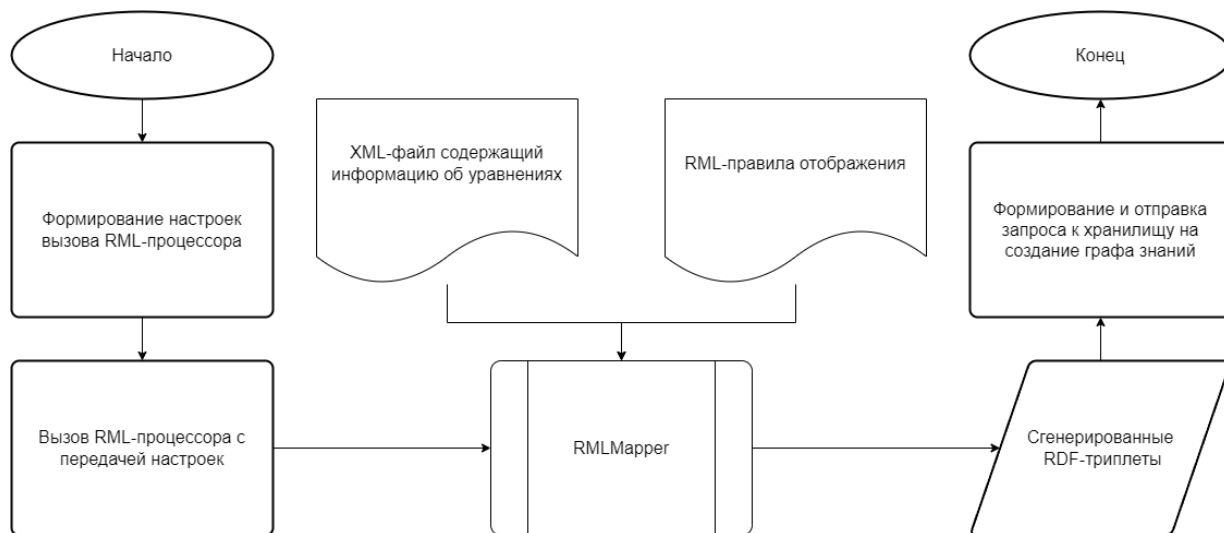 Начало
Конец
XML-файл содержащий
информацию об уравнениях
RML-правила отображения
Формирование настроек
вызова RML-процессора
Формирование и отправка
запроса к хранилищу на
создание графа знаний
Вызов RML-процессора с
передачей настроек
RMLMapper
Сгенерированные
RDF-триплеты